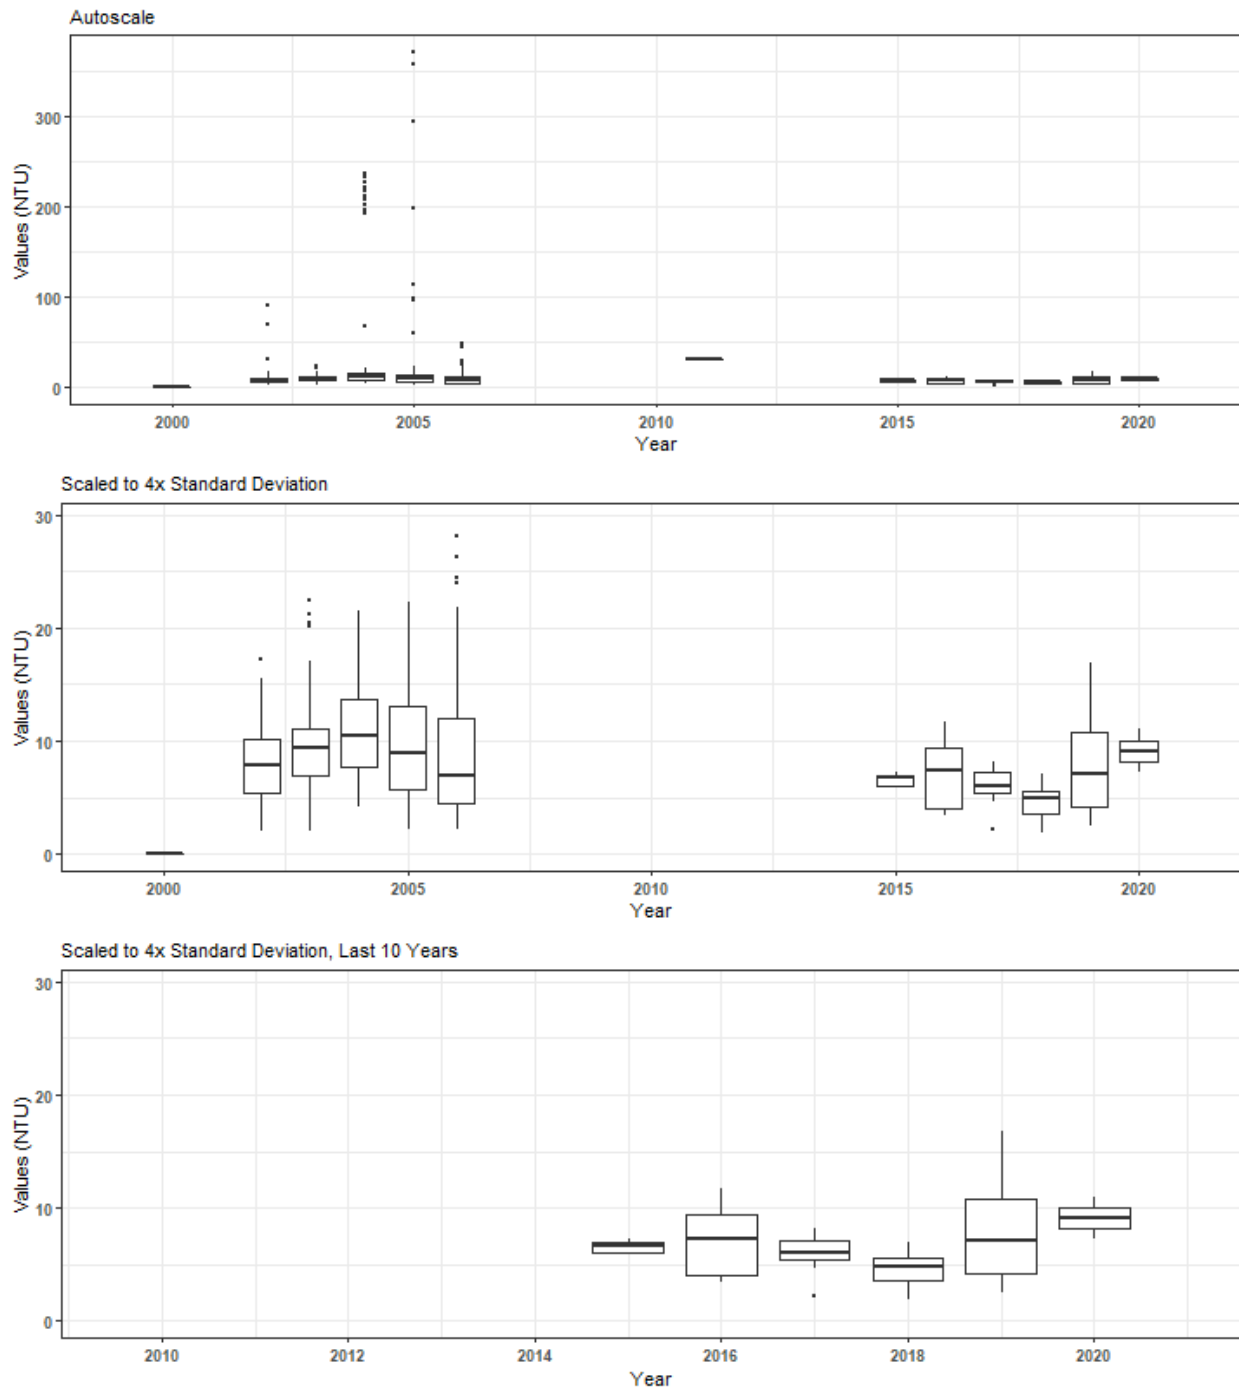 Autoscale
Values (NTU)
300
200
100
0
2000 2005 2010 2015 2020
Year
Scaled to 4x Standard Deviation
Values (NTU)
30
20
10
0
2000 2005 2010 2015 2020
Year
Scaled to 4x Standard Deviation, Last 10 Years
Values (NTU)
30
20
10
0
2010 2012 2014 2016 2018 2020
Year